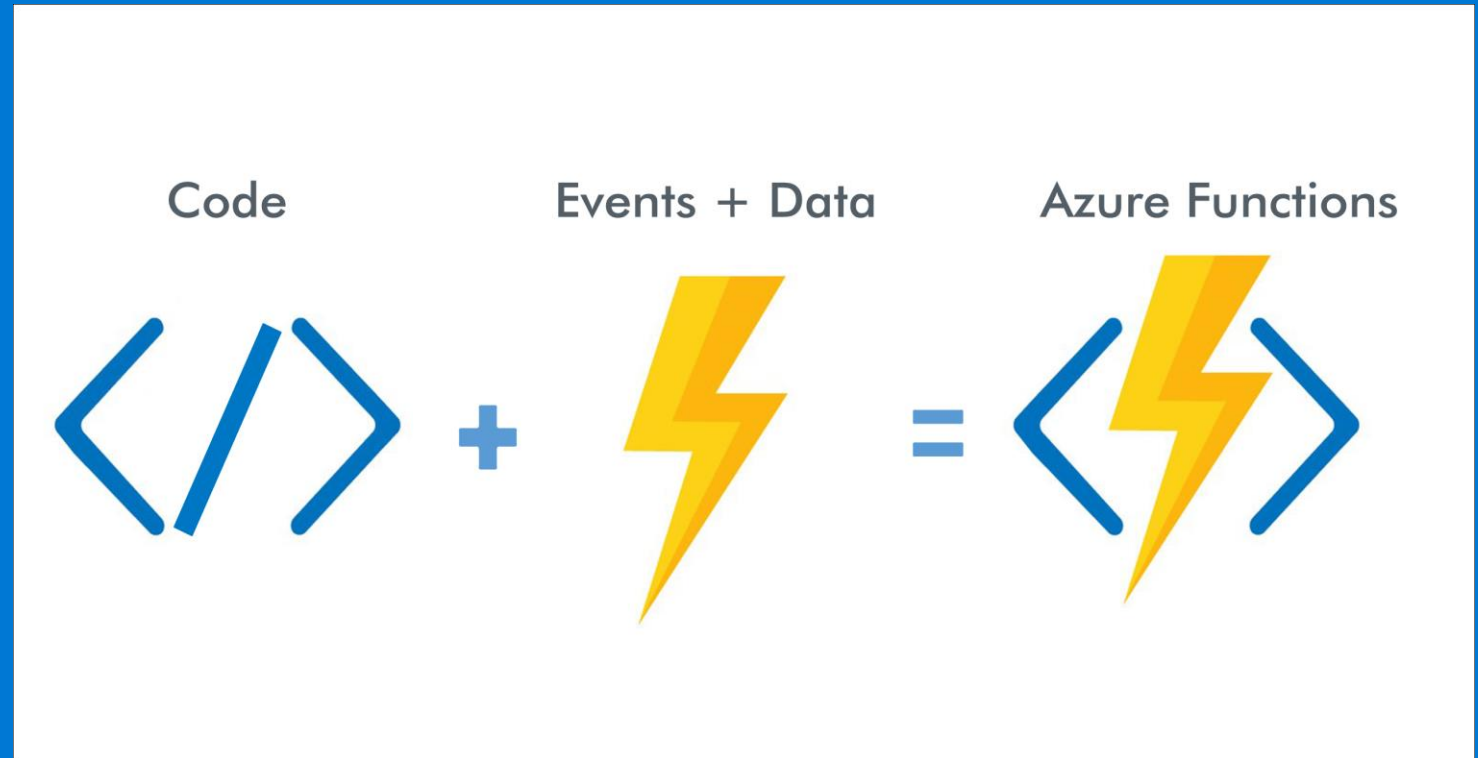 Code
Events + Data
Azure Functions
</>
+
=
< >